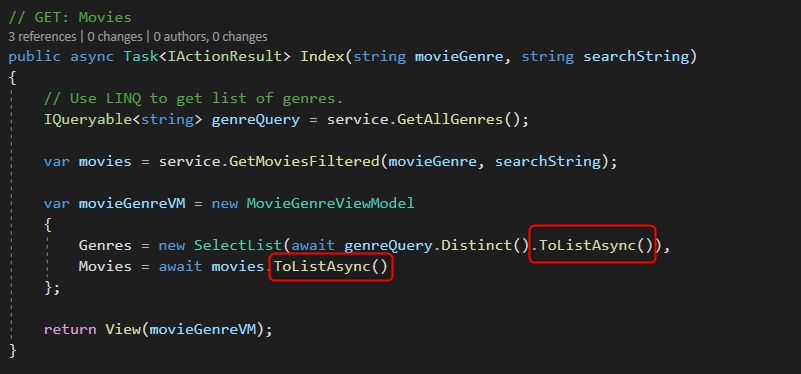 // GET: Movies
3 references | 0 changes | 0 authors, 0 changes
public async Task<IActionResult> Index(string movieGenre, string searchString)
{
    // Use LINQ to get list of genres.
    IQueryable<string> genreQuery = service.GetAllGenres();
    var movies = service.GetMoviesFiltered(movieGenre, searchString);
    var movieGenreVM = new MovieGenreViewModel
    {
        Genres = new SelectList(await genreQuery.Distinct().ToListAsync()),
        Movies = await movies.ToListAsync()
    };
    return View(movieGenreVM);
}